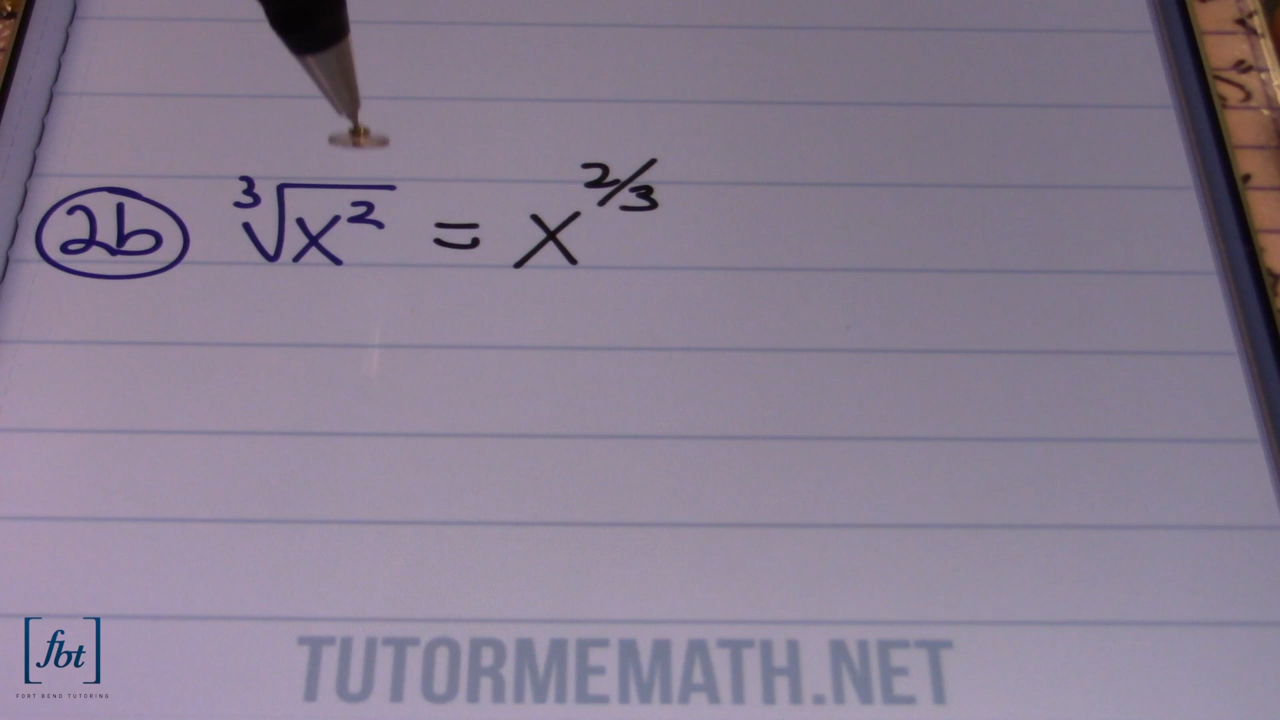 2b ∛x² = x^2/3
[fbt]
FORT BEND TUTORING
TUTORMEMATH.NET